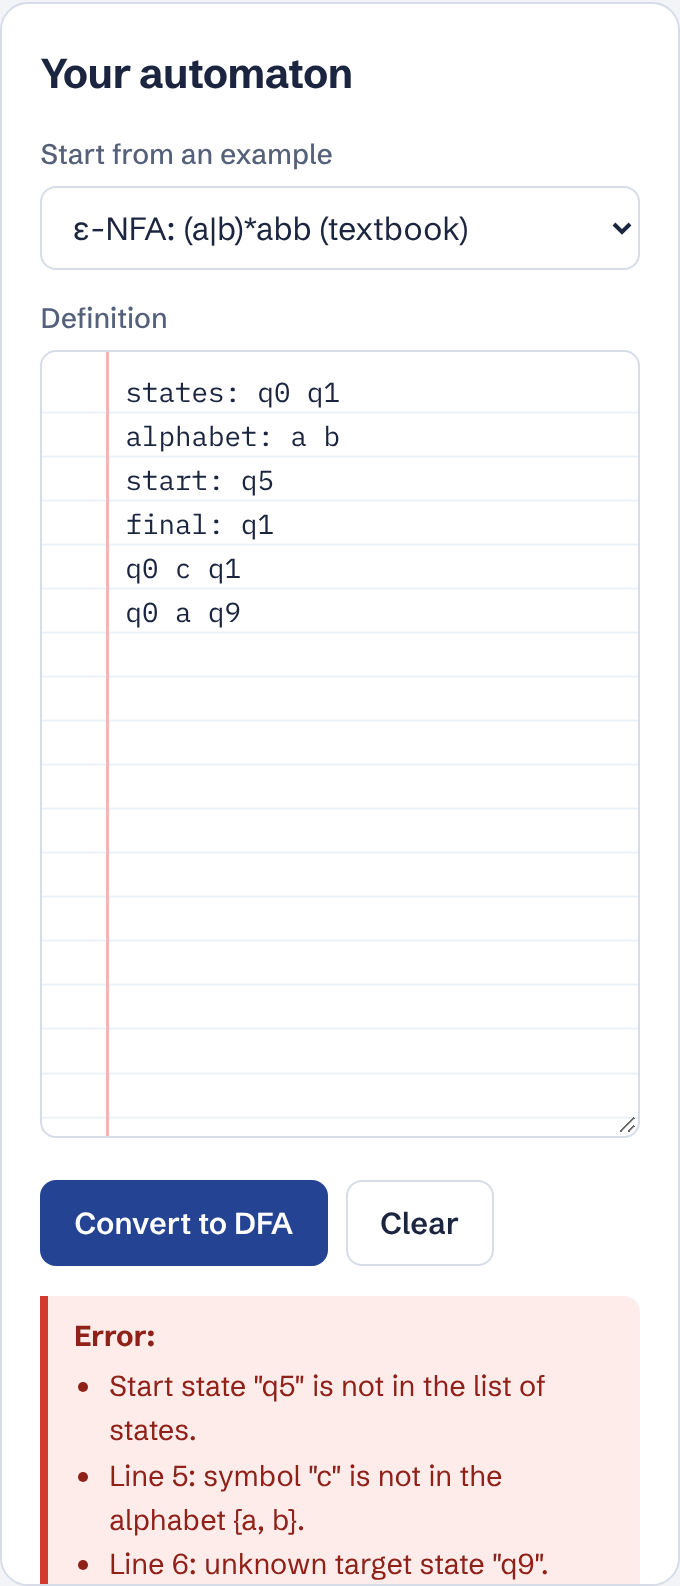 Your automaton
Start from an example
ε-NFA: (a|b)*abb (textbook)
Definition
states: q0 q1
alphabet: a b
start: q5
final: q1
q0 c q1
q0 a q9
Convert to DFA
Clear
Error:
• Start state "q5" is not in the list of
states.
• Line 5: symbol "c" is not in the
alphabet {a, b}.
• Line 6: unknown target state "q9".